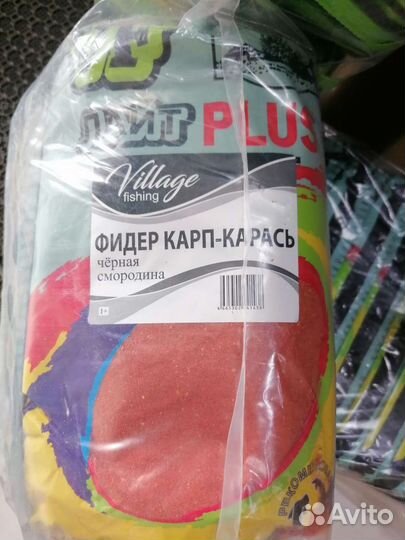 PLUS
Village
fishing
ФИДЕР КАРП-КАРАСЬ
чёрная
смородина
Avito